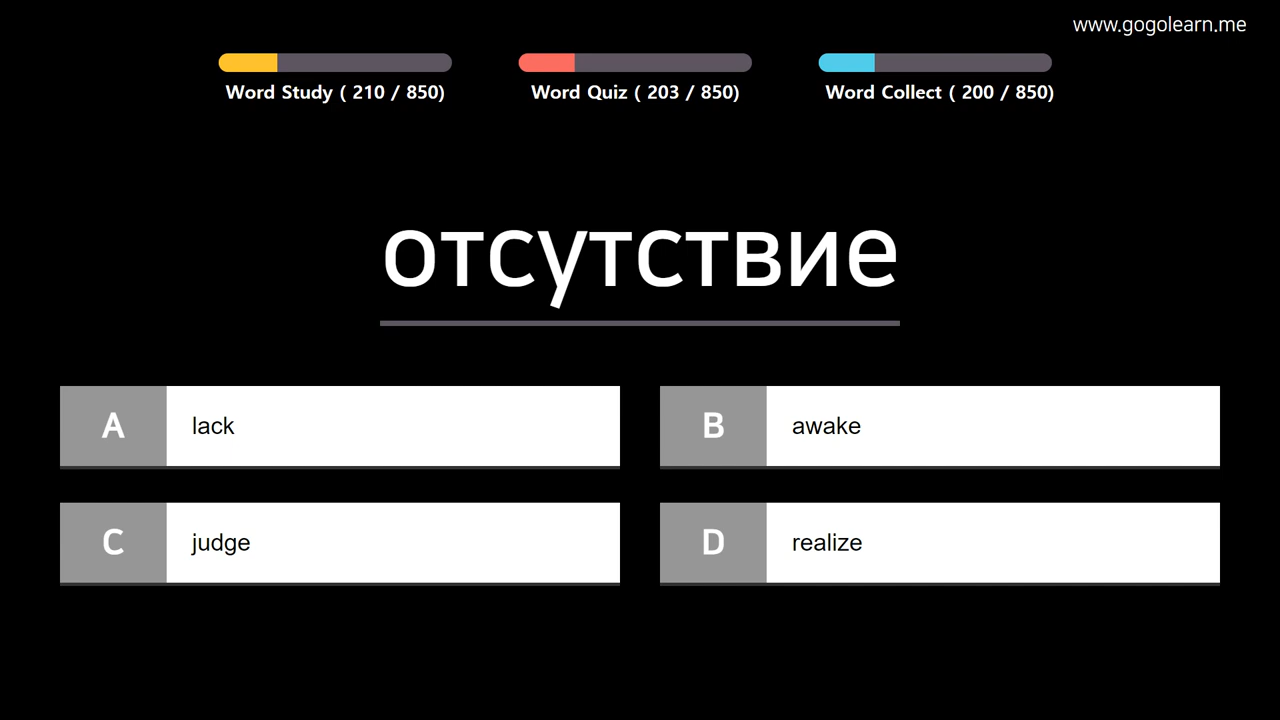 www.gogolearn.me
Word Study ( 210 / 850)
Word Quiz ( 203 / 850)
Word Collect ( 200 / 850)
отсутствие
A lack
B awake
C judge
D realize